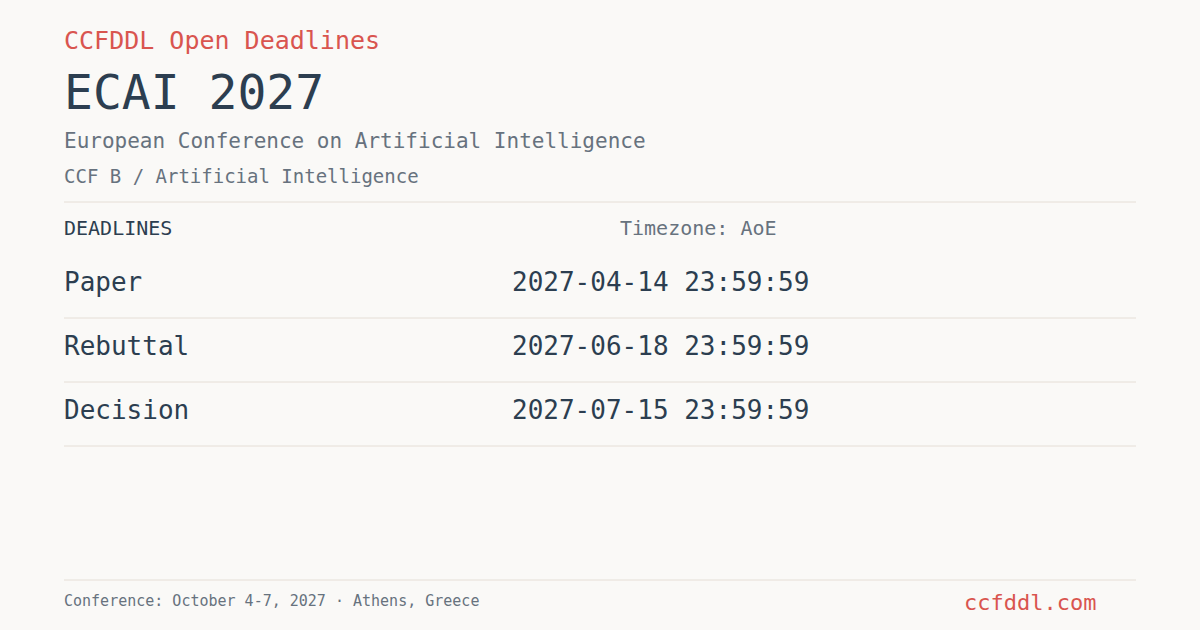 CCFDDL Open Deadlines
ECAI 2027
European Conference on Artificial Intelligence
CCF B / Artificial Intelligence
DEADLINES Timezone: AoE
Paper 2027-04-14 23:59:59
Rebuttal 2027-06-18 23:59:59
Decision 2027-07-15 23:59:59
Conference: October 4-7, 2027 · Athens, Greece ccfddl.com